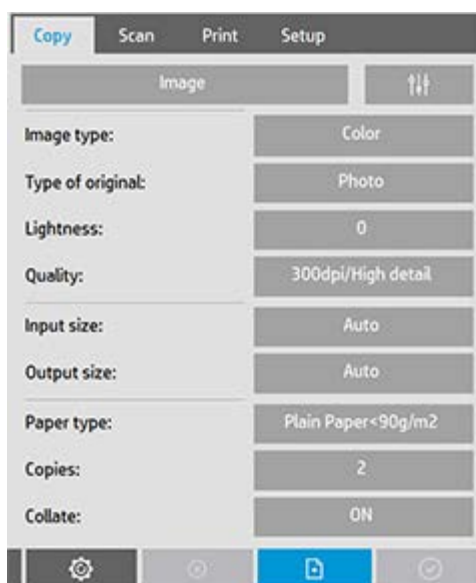 Copy Scan Print Setup
Image
Image type: Color
Type of original: Photo
Lightness: 0
Quality: 300dpi/High detail
Input size: Auto
Output size: Auto
Paper type: Plain Paper<90g/m2
Copies: 2
Collate: ON